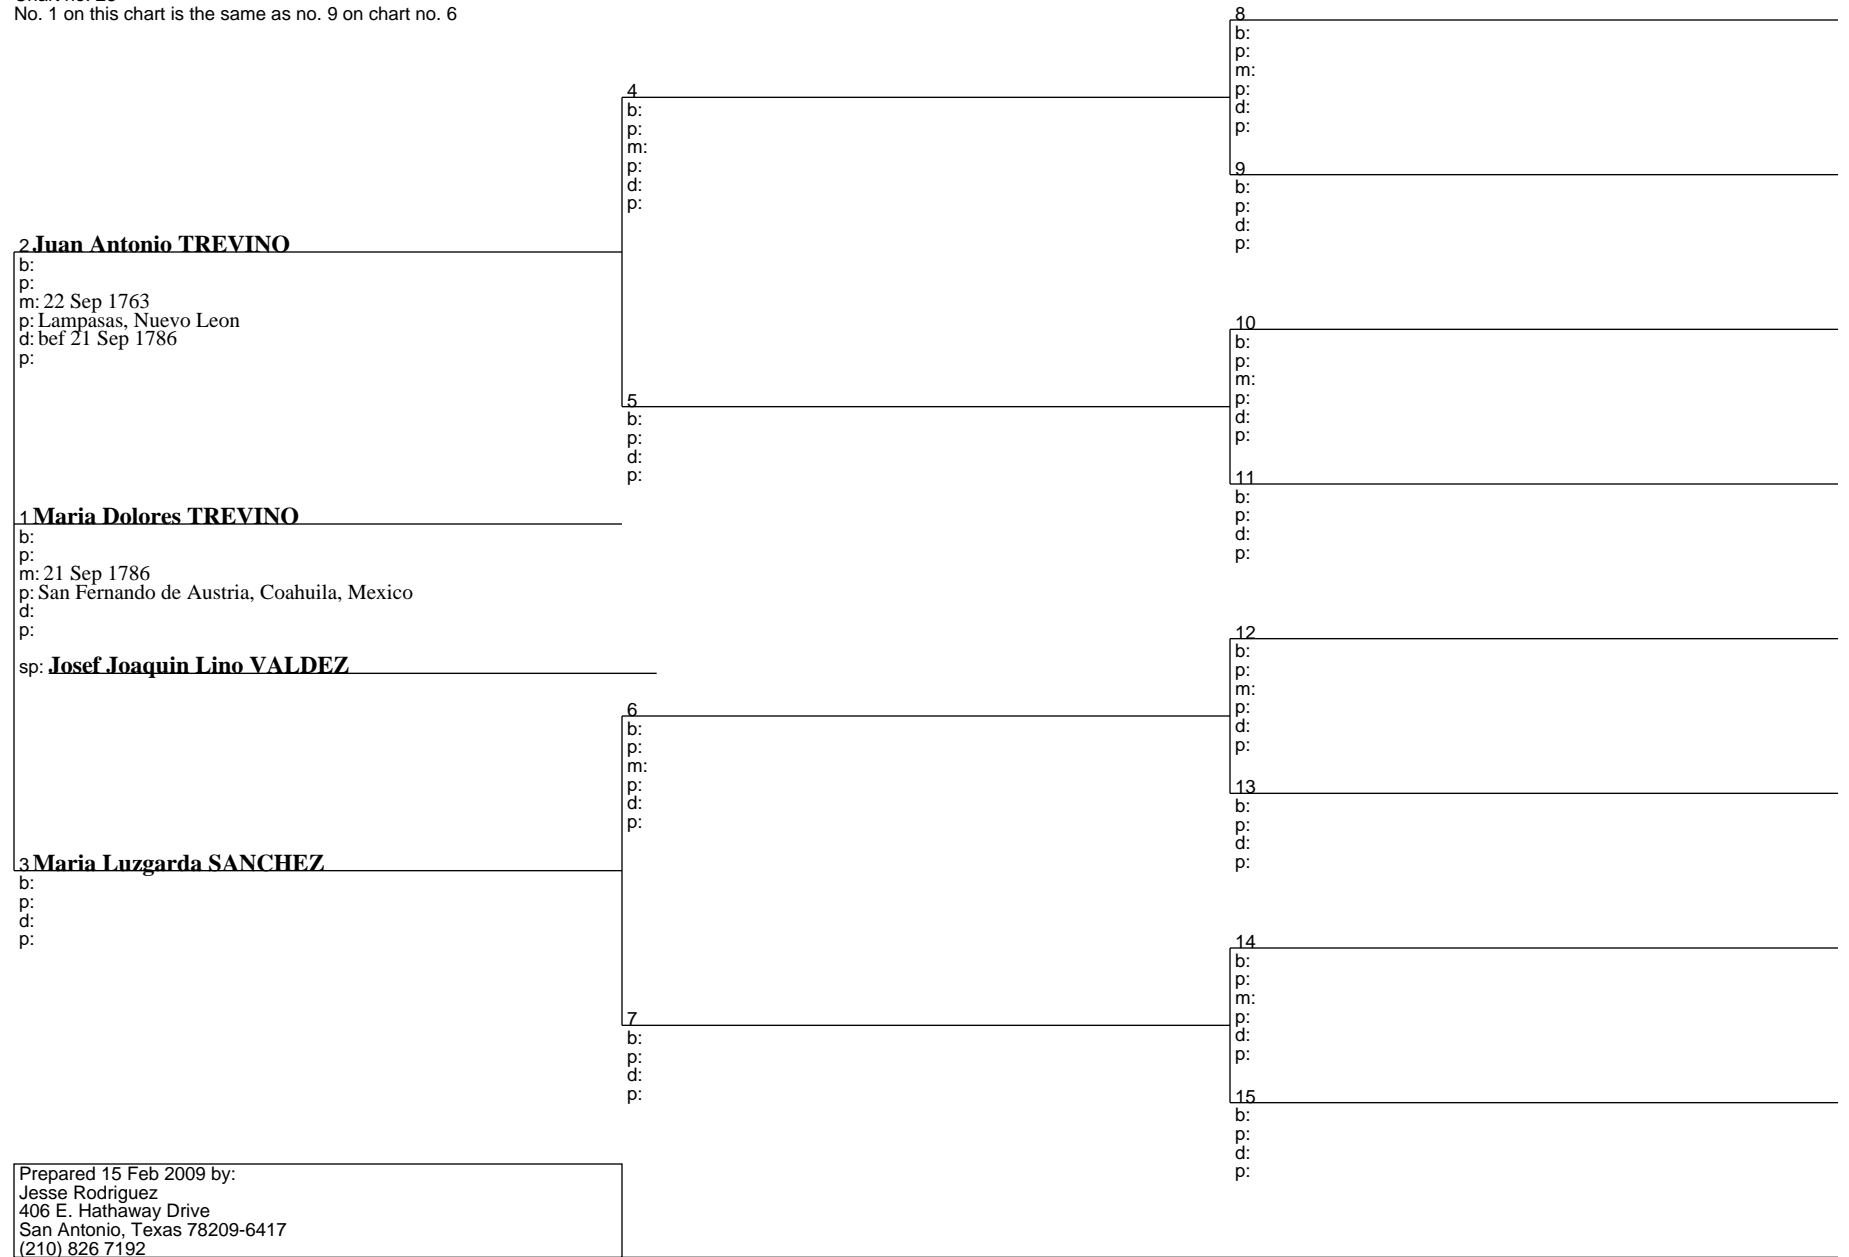 No. 1 on this chart is the same as no. 9 on chart no. 6
2 Juan Antonio TREVINO
b:
p:
m: 22 Sep 1763
p: Lampasas, Nuevo Leon
d: bef 21 Sep 1786
p:
1 Maria Dolores TREVINO
b:
p:
m: 21 Sep 1786
p: San Fernando de Austria, Coahuila, Mexico
d:
p:
sp: Josef Joaquin Lino VALDEZ
3 Maria Luzgarda SANCHEZ
b:
p:
d:
p:
4
b:
p:
m:
p:
d:
p:
5
b:
p:
d:
p:
6
b:
p:
m:
p:
d:
p:
7
b:
p:
d:
p:
8
b:
p:
m:
p:
d:
p:
9
b:
p:
d:
p:
10
b:
p:
m:
p:
d:
p:
11
b:
p:
d:
p:
12
b:
p:
m:
p:
d:
p:
13
b:
p:
d:
p:
14
b:
p:
m:
p:
d:
p:
15
b:
p:
d:
p:
Prepared 15 Feb 2009 by:
Jesse Rodriguez
406 E. Hathaway Drive
San Antonio, Texas 78209-6417
(210) 826 7192